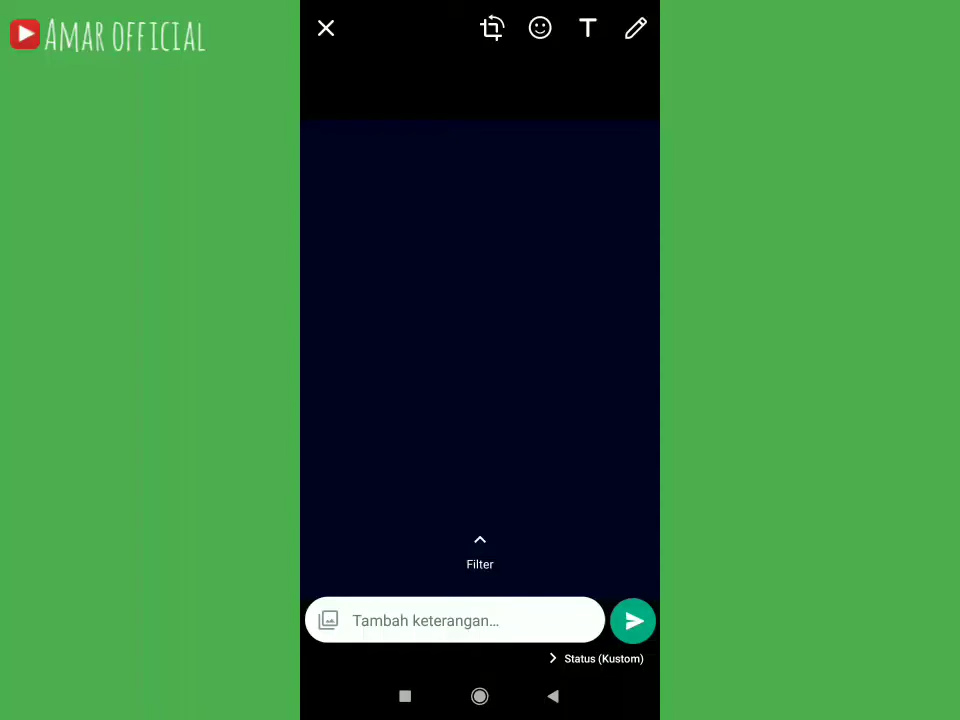 AMAR OFFICIAL
T
Filter
Tambah keterangan...
Status (Kustom)